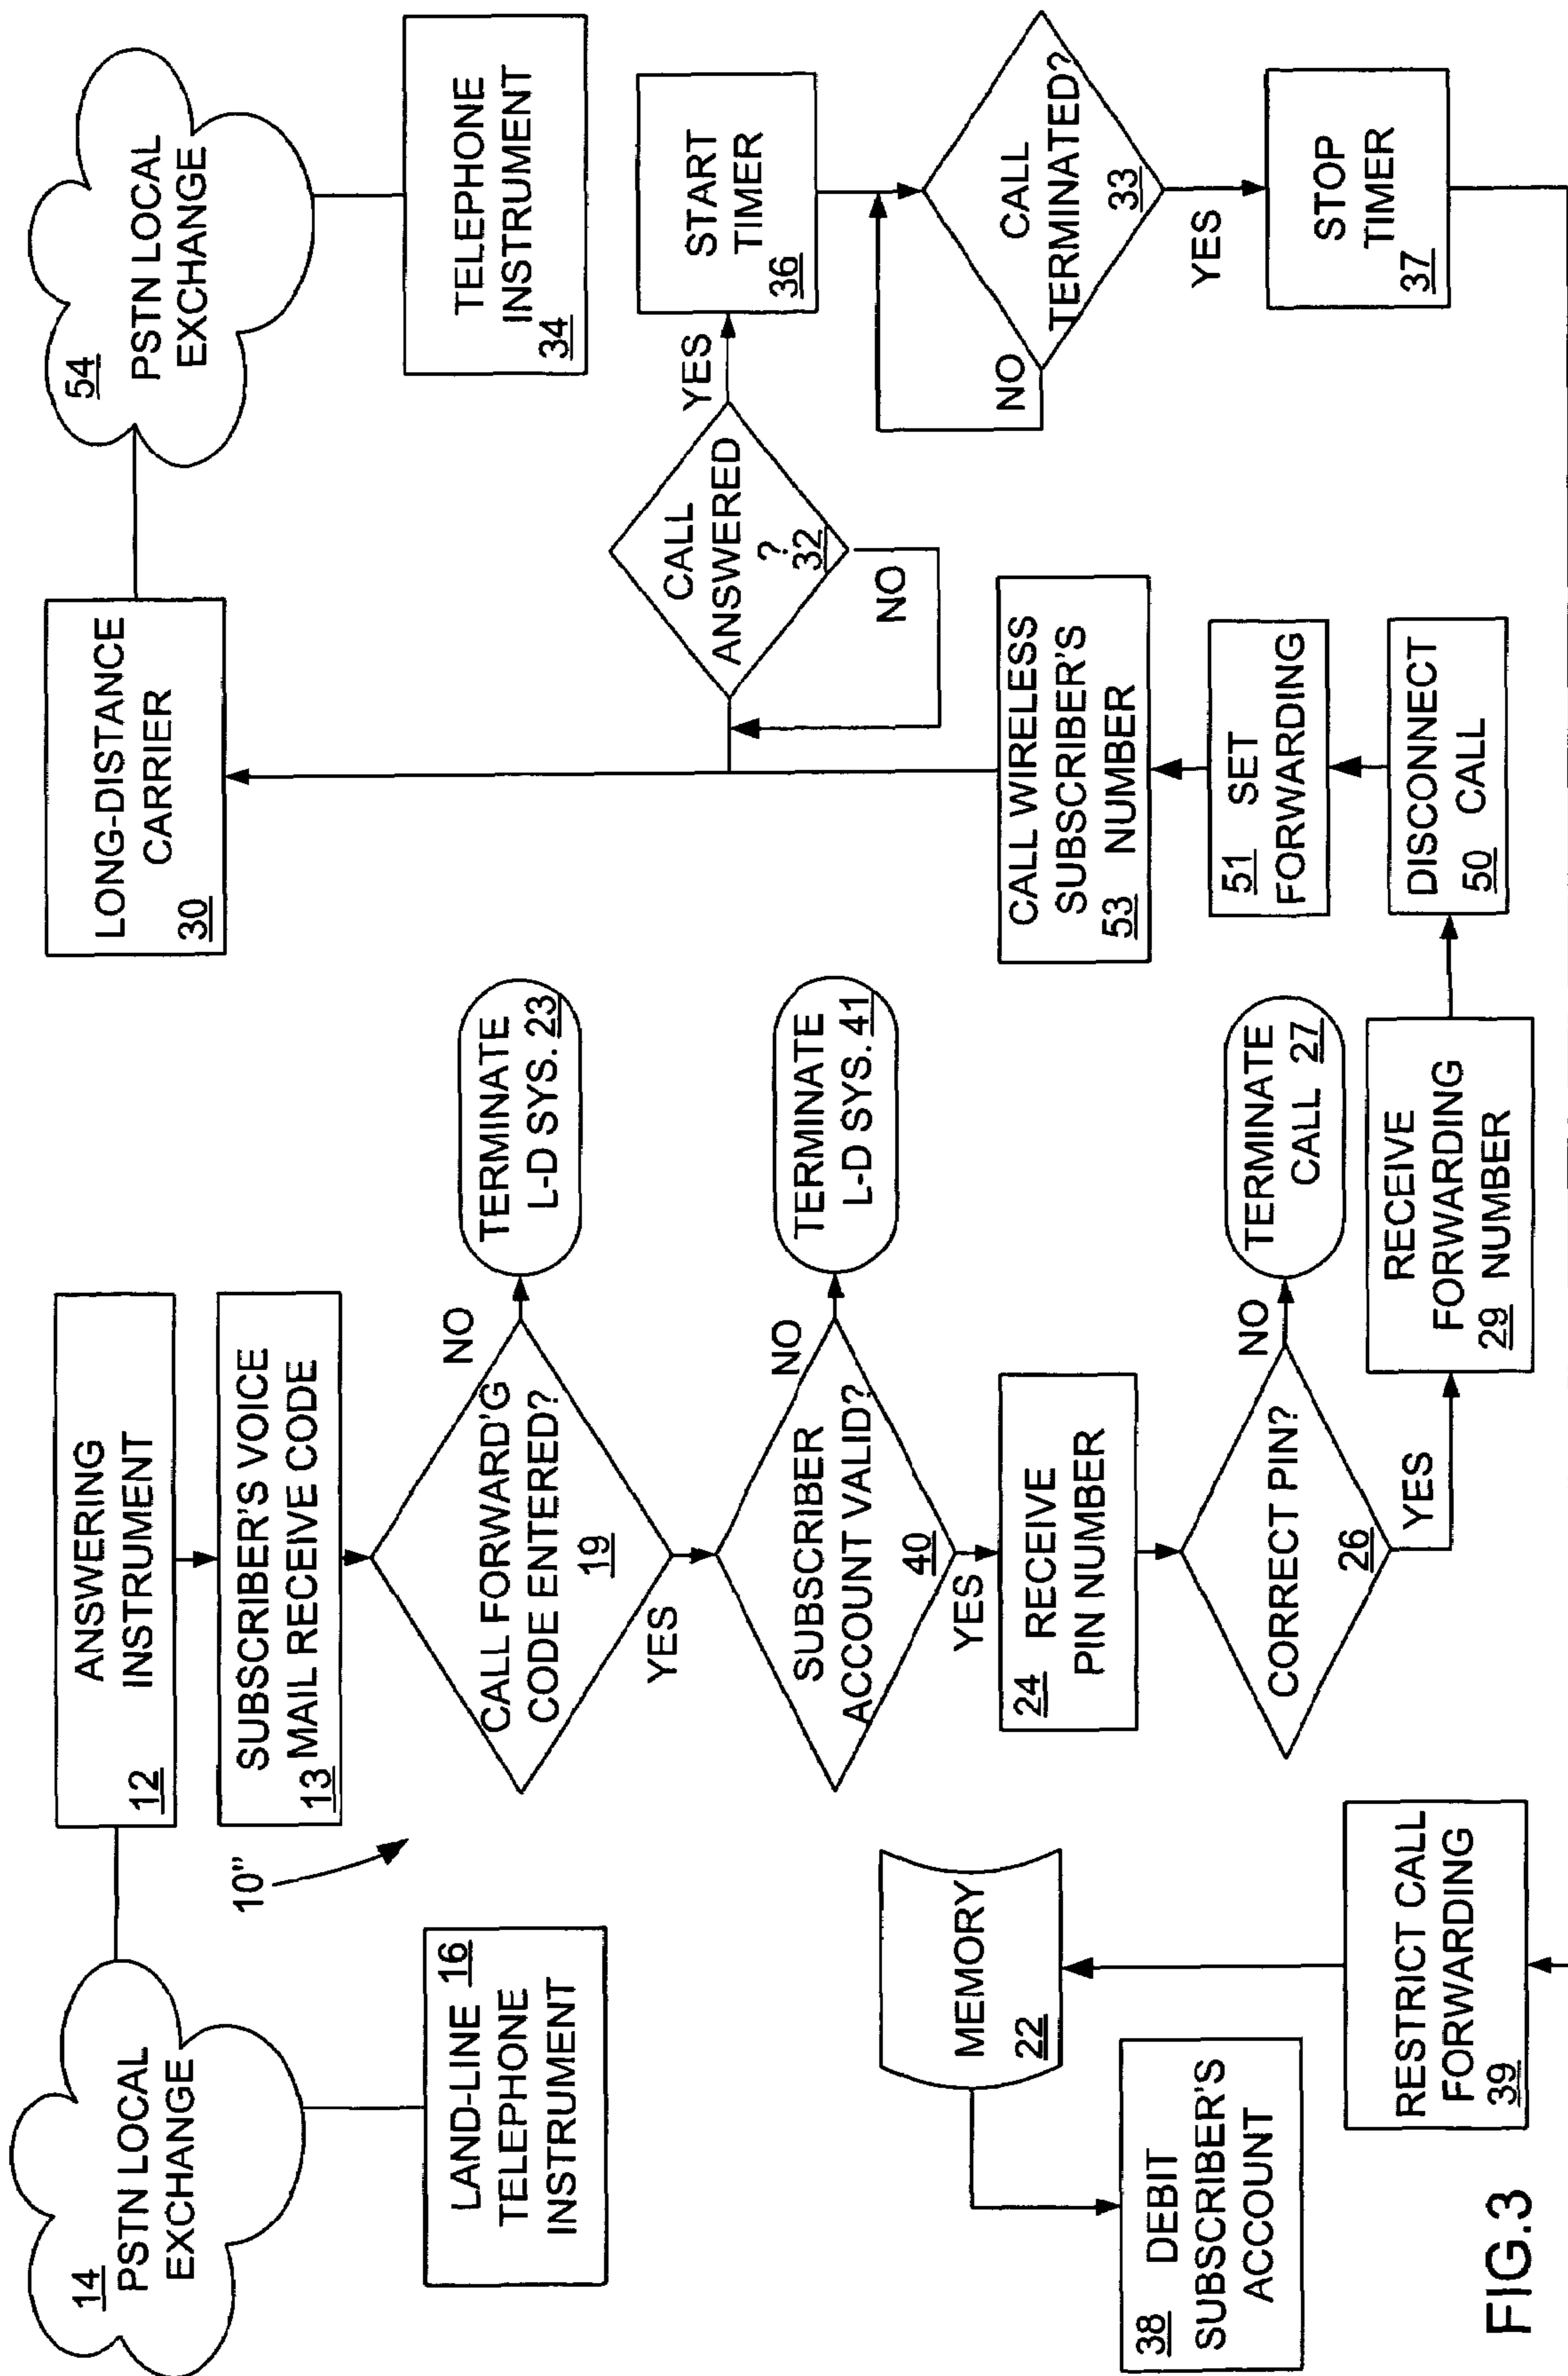 14
PSTN LOCAL
EXCHANGE
LAND-LINE 16
TELEPHONE
INSTRUMENT
10"
ANSWERING
INSTRUMENT
12
SUBSCRIBER'S VOICE
MAIL RECEIVE CODE
13
CALL FORWARD'G
CODE ENTERED?
19
NO
TERMINATE
L-D SYS. 23
YES
SUBSCRIBER
ACCOUNT VALID?
40
NO
TERMINATE
L-D SYS. 41
YES
RECEIVE
24 PIN NUMBER
CORRECT PIN?
26
NO
TERMINATE
CALL 27
YES
RECEIVE
FORWARDING
29 NUMBER
DISCONNECT
50 CALL
51 SET
FORWARDING
CALL WIRELESS
SUBSCRIBER'S
53 NUMBER
LONG-DISTANCE
CARRIER
30
54
PSTN LOCAL
EXCHANGE
TELEPHONE
INSTRUMENT
34
CALL
ANSWERED
?
32
NO
YES
START
TIMER
36
CALL
TERMINATED?
33
NO
YES
STOP
TIMER
37
RESTRICT CALL
FORWARDING
39
MEMORY
22
38 DEBIT
SUBSCRIBER'S
ACCOUNT
FIG.3